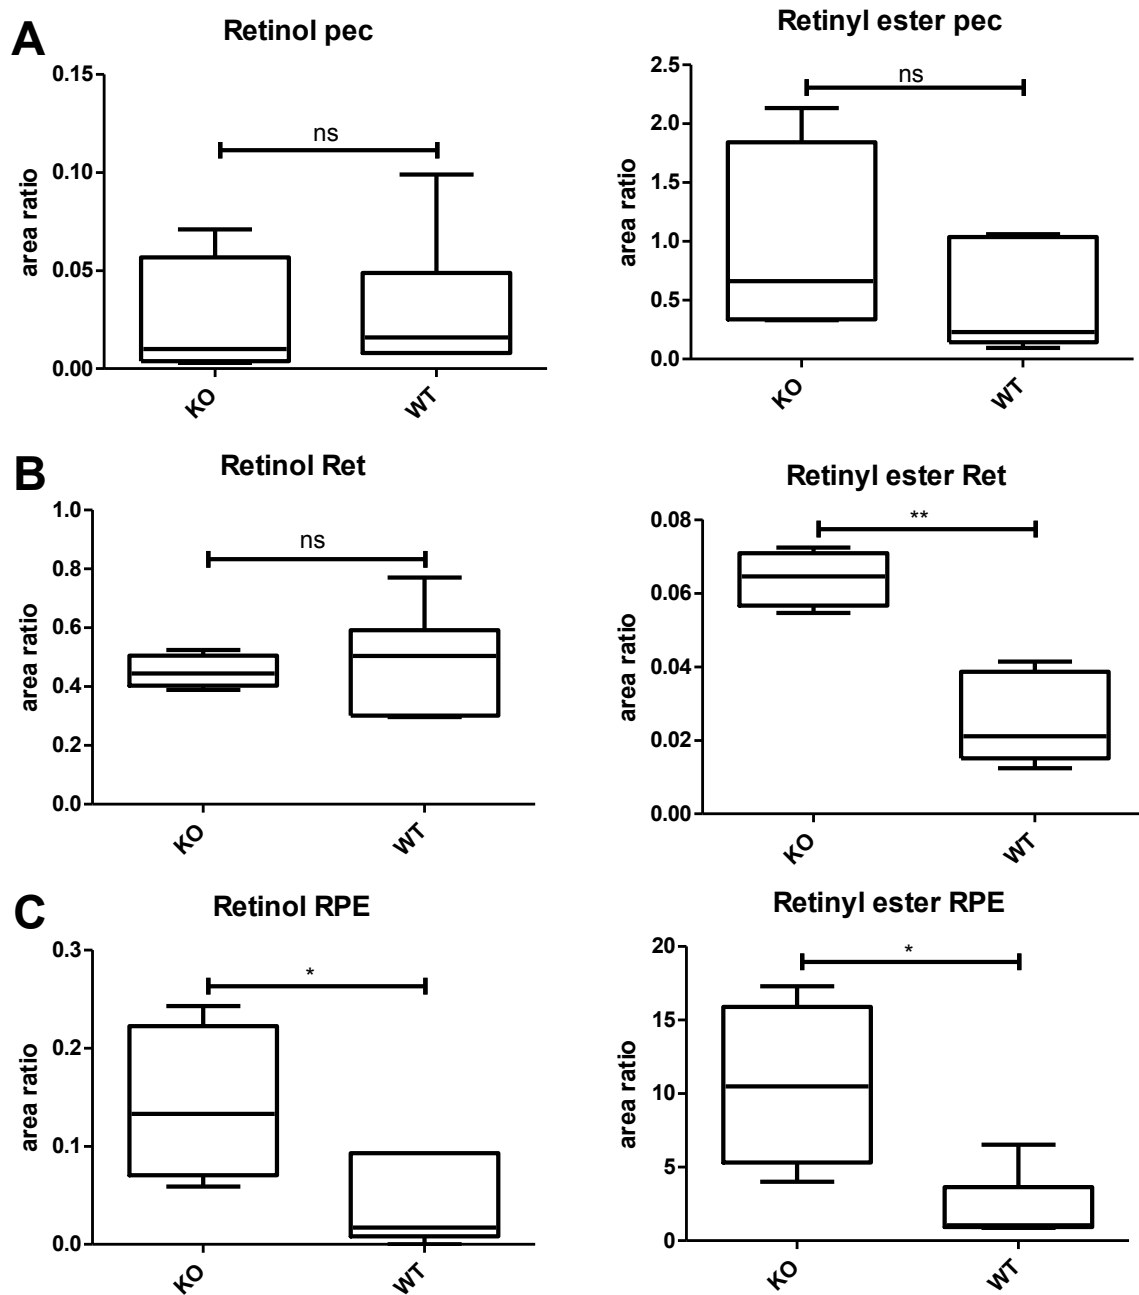 A
Retinol pec
0.15
0.10
0.05
0.00
area ratio
ns
KO
WT
Retinyl ester pec
2.5
2.0
1.5
1.0
0.5
0.0
area ratio
ns
KO
WT
B
Retinol Ret
1.0
0.8
0.6
0.4
0.2
0.0
area ratio
ns
KO
WT
Retinyl ester Ret
0.08
0.06
0.04
0.02
0.00
area ratio
**
KO
WT
C
Retinol RPE
0.3
0.2
0.1
0.0
area ratio
*
KO
WT
Retinyl ester RPE
20
15
10
5
0
area ratio
*
KO
WT